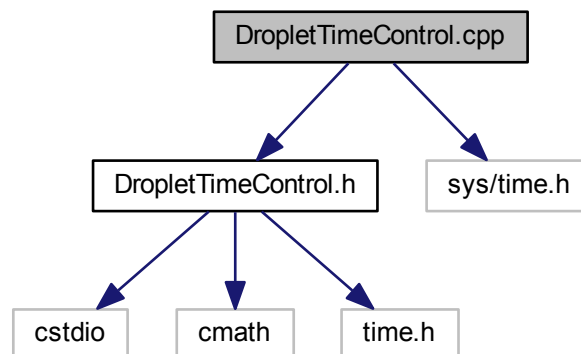 DropletTimeControl.cpp
DropletTimeControl.h
sys/time.h
cstdio
cmath
time.h